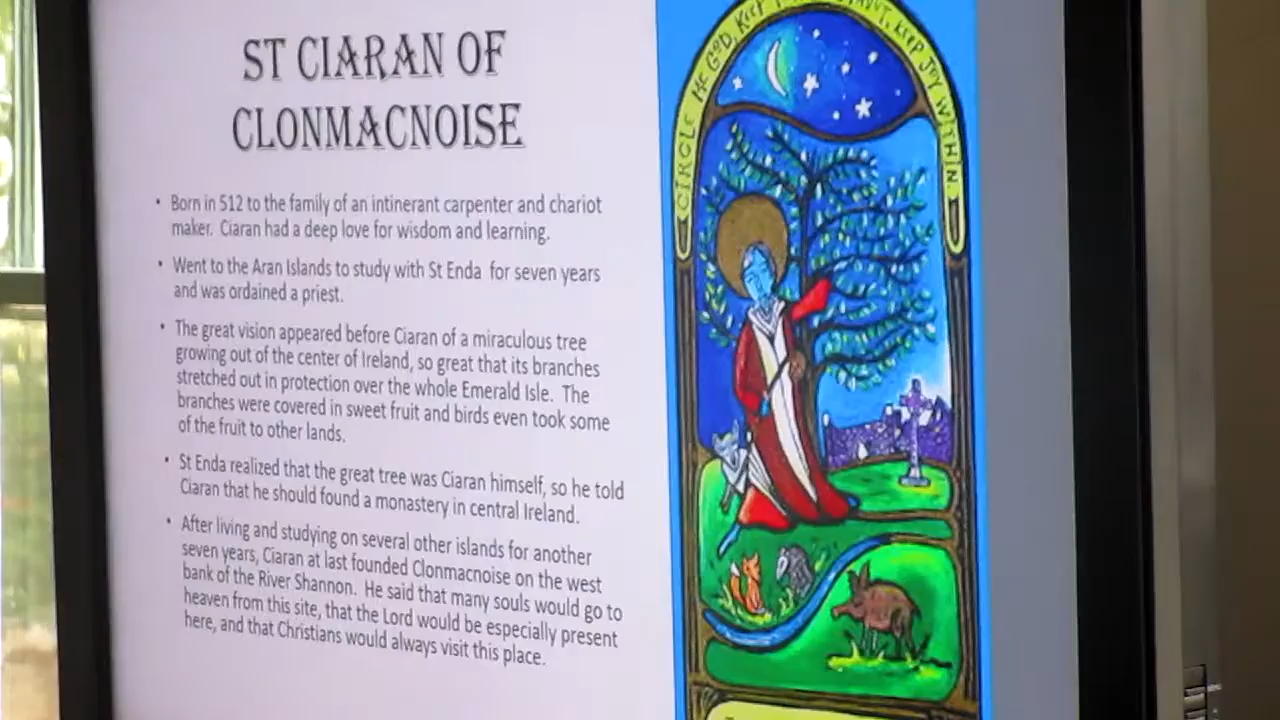 ST CIARAN OF
CLONMACNOISE
• Born in 512 to the family of an intinerant carpenter and chariot
maker. Ciaran had a deep love for wisdom and learning.
• Went to the Aran Islands to study with St Enda for seven years
and was ordained a priest.
• The great vision appeared before Ciaran of a miraculous tree
growing out of the center of Ireland, so great that its branches
stretched out in protection over the whole Emerald Isle. The
branches were covered in sweet fruit and birds even took some
of the fruit to other lands.
• St Enda realized that the great tree was Ciaran himself, so he told
Ciaran that he should found a monastery in central Ireland.
• After living and studying on several other islands for another
seven years, Ciaran at last founded Clonmacnoise on the west
bank of the River Shannon. He said that many souls would go to
heaven from this site, that the Lord would be especially present
here, and that Christians would always visit this place.
CIRCLE ME GOD, KEEP KEEP JOY WITHIN.